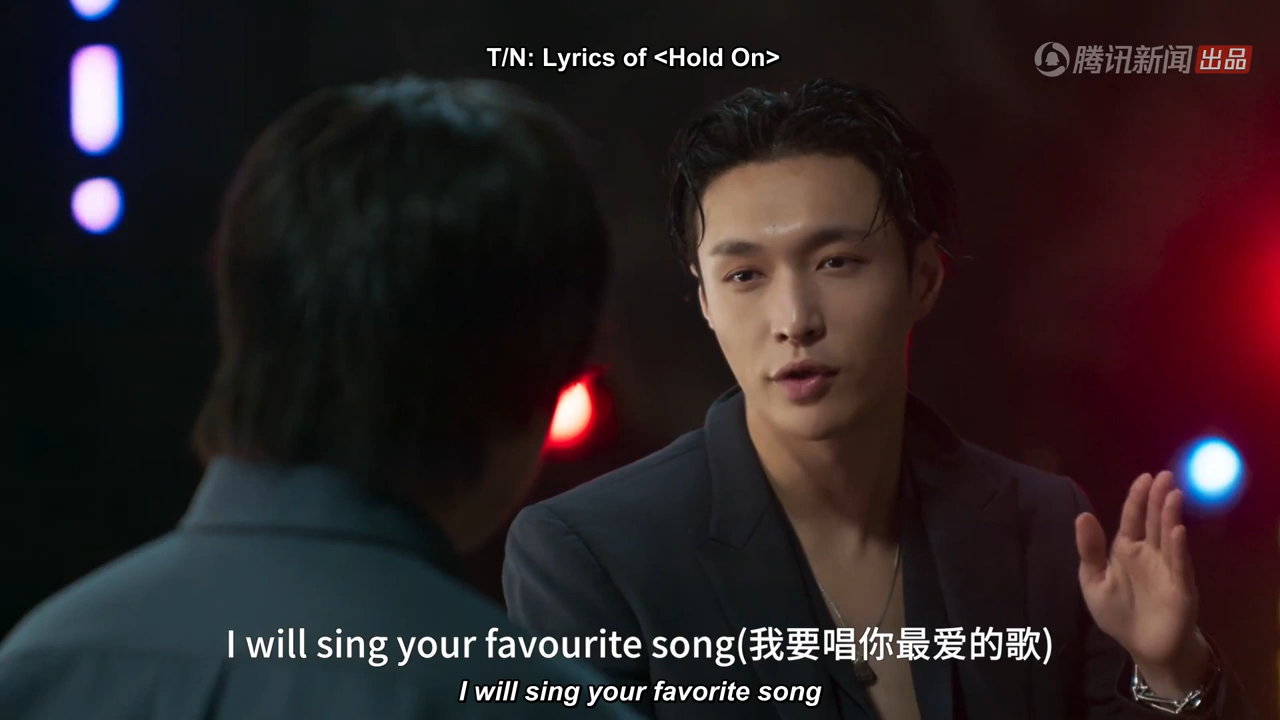 T/N: Lyrics of <Hold On>
腾讯新闻 出品
I will sing your favourite song(我要唱你最爱的歌)
I will sing your favorite song